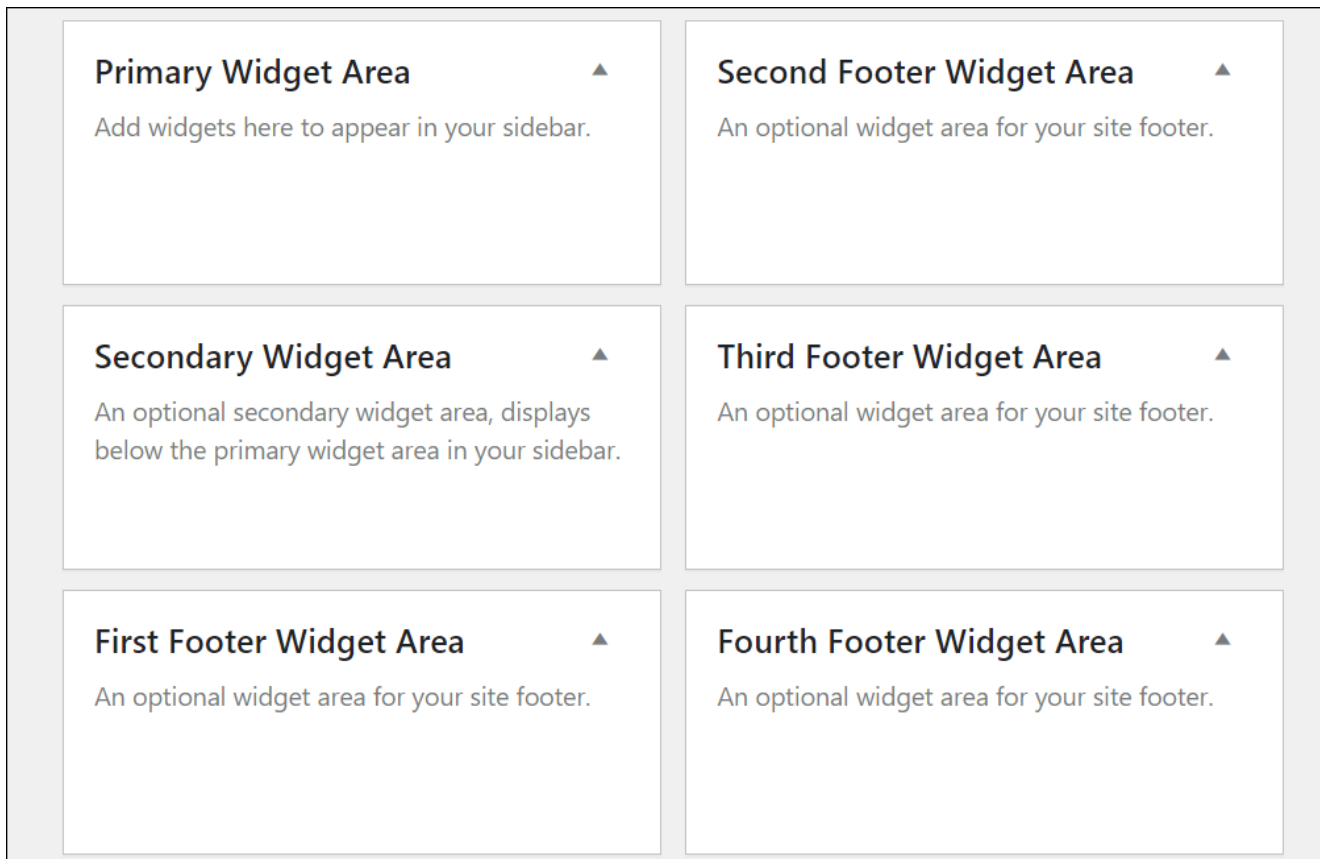 Primary Widget Area
Add widgets here to appear in your sidebar.
Second Footer Widget Area
An optional widget area for your site footer.
Secondary Widget Area
An optional secondary widget area, displays
below the primary widget area in your sidebar.
Third Footer Widget Area
An optional widget area for your site footer.
First Footer Widget Area
An optional widget area for your site footer.
Fourth Footer Widget Area
An optional widget area for your site footer.